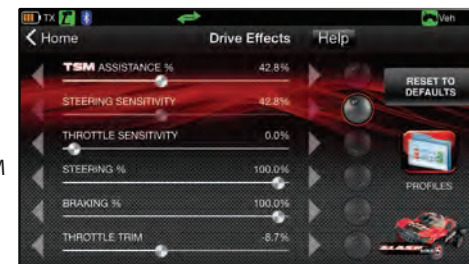 TX Veh
Home Drive Effects Help
TSM ASSISTANCE % 42.8%
STEERING SENSITIVITY 42.8%
THROTTLE SENSITIVITY 0.0%
STEERING % 100.0%
BRAKING % 100.0%
THROTTLE TRIM -8.7%
RESET TO
DEFAULTS
PROFILES
SLASH
M